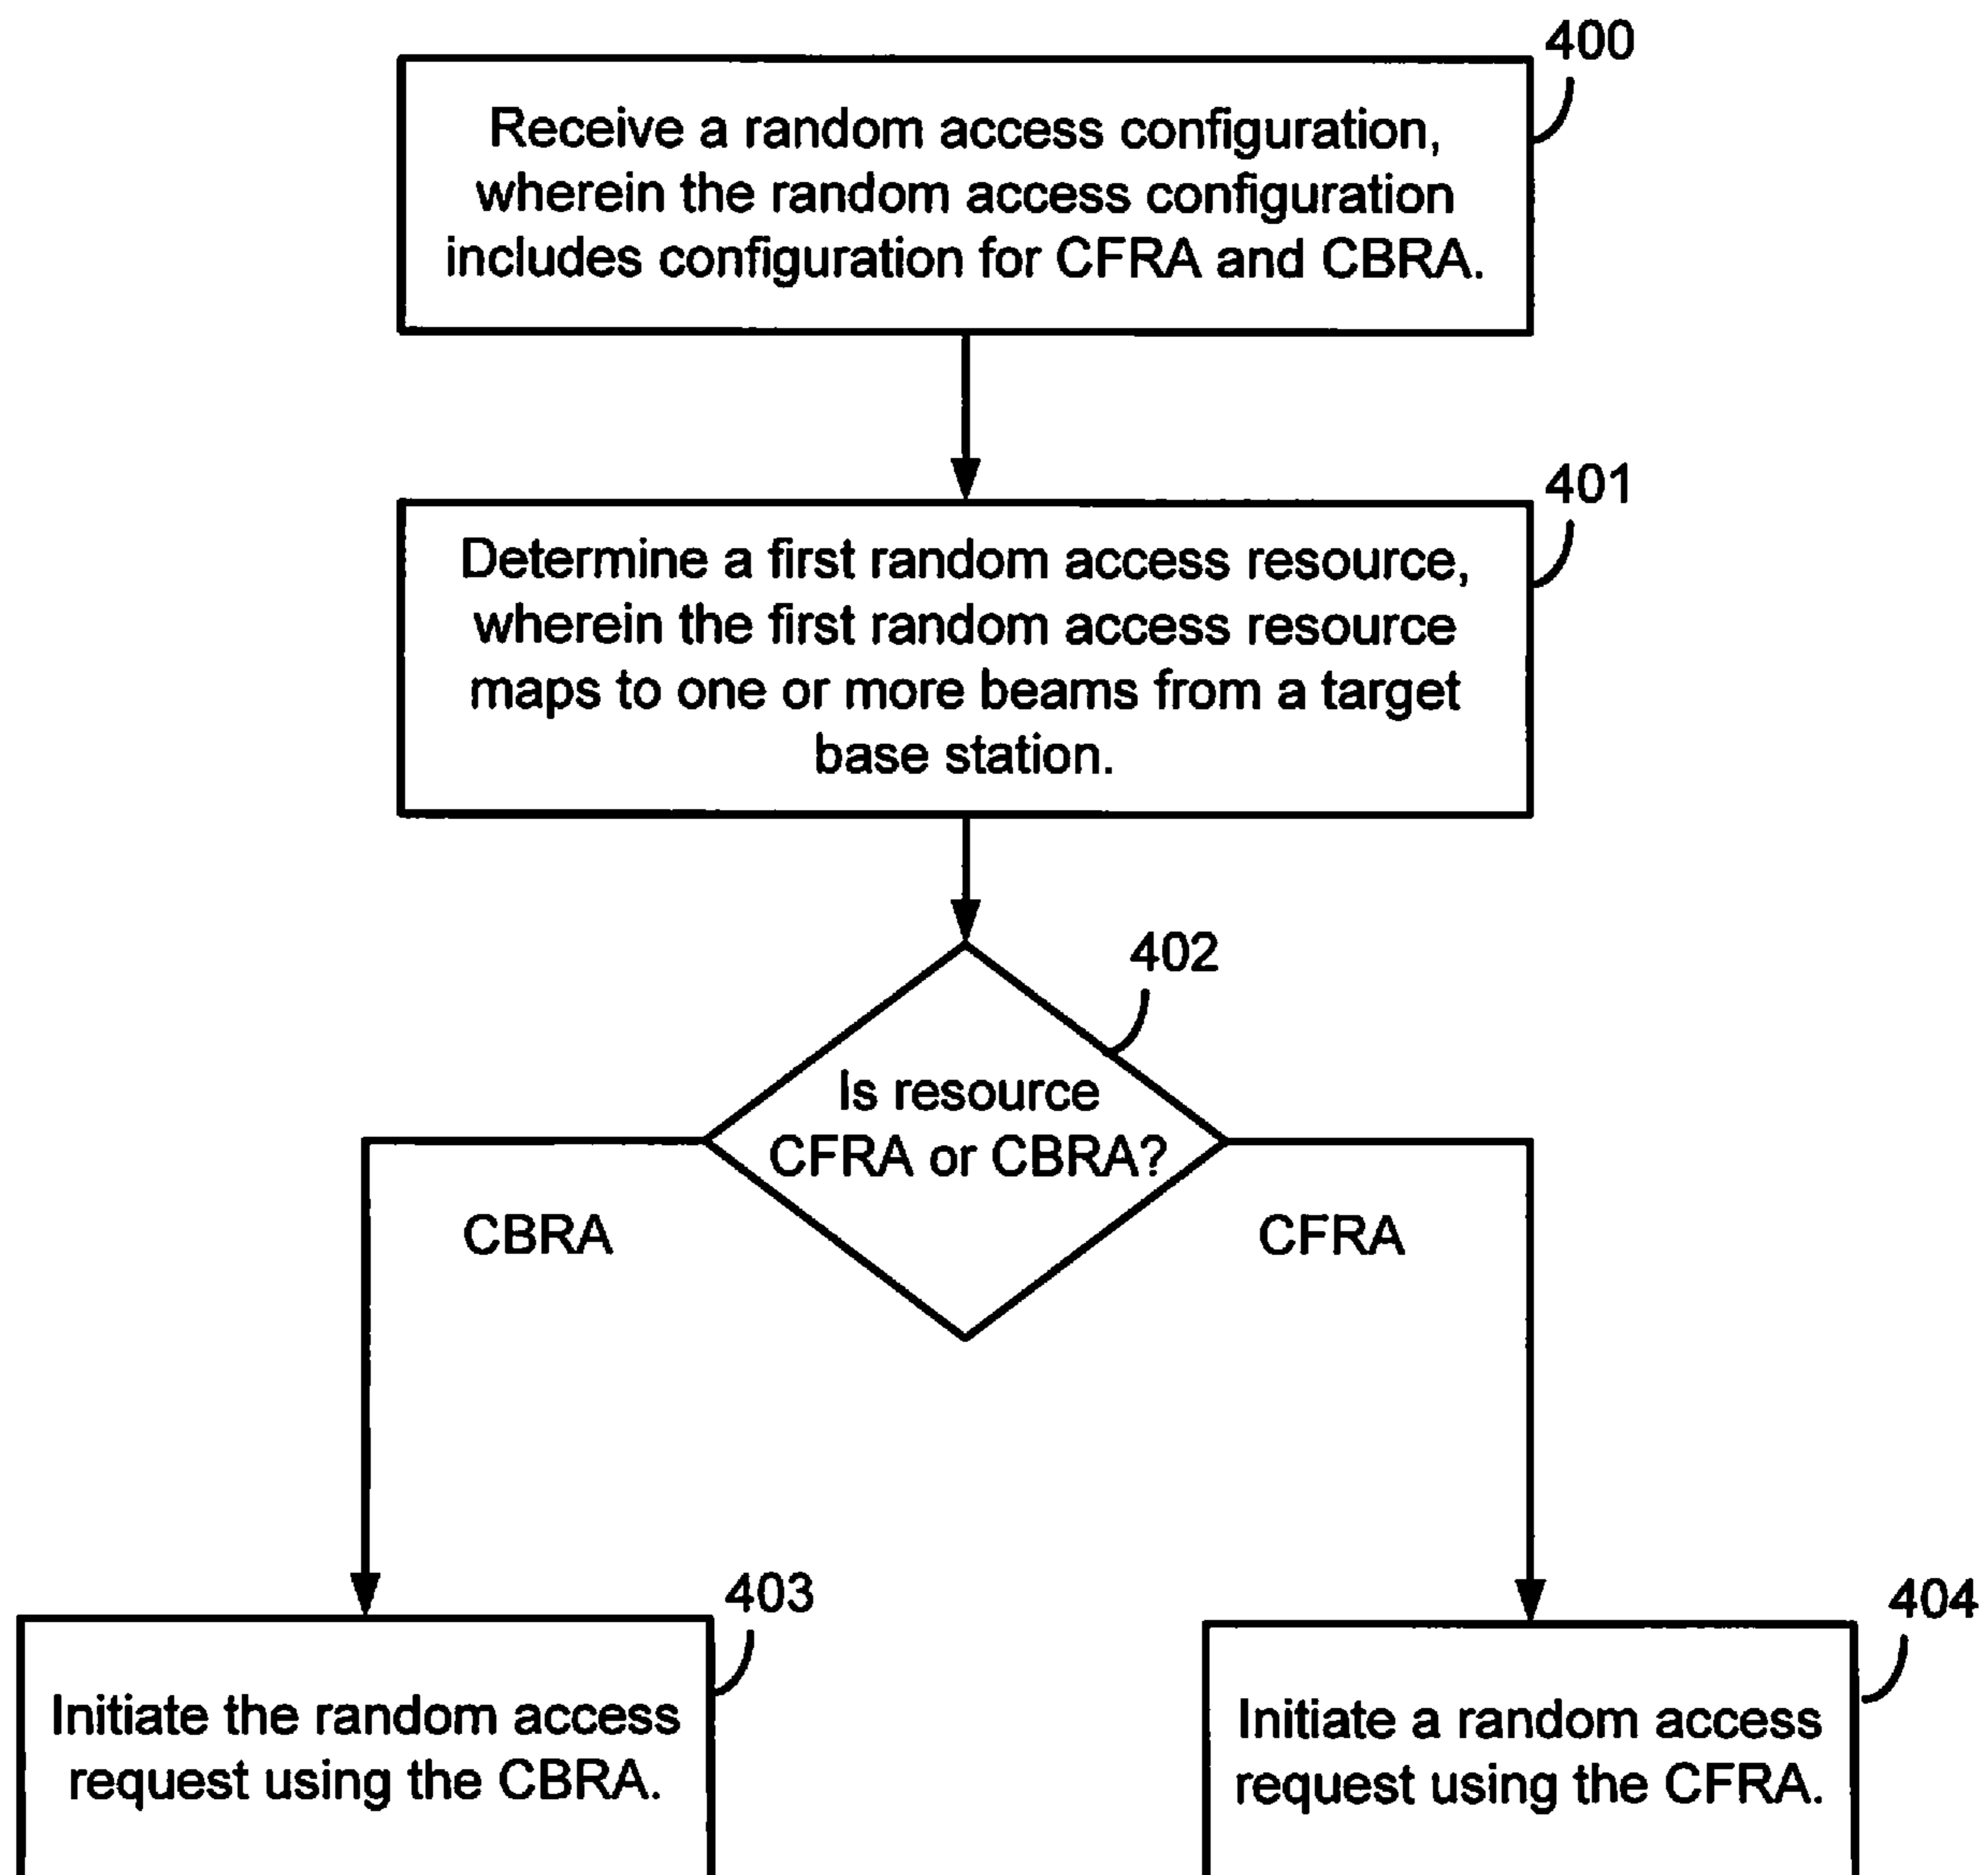 400
Receive a random access configuration,
wherein the random access configuration
includes configuration for CFRA and CBRA.
401
Determine a first random access resource,
wherein the first random access resource
maps to one or more beams from a target
base station.
402
Is resource
CFRA or CBRA?
CBRA
CFRA
403
Initiate the random access
request using the CBRA.
404
Initiate a random access
request using the CFRA.